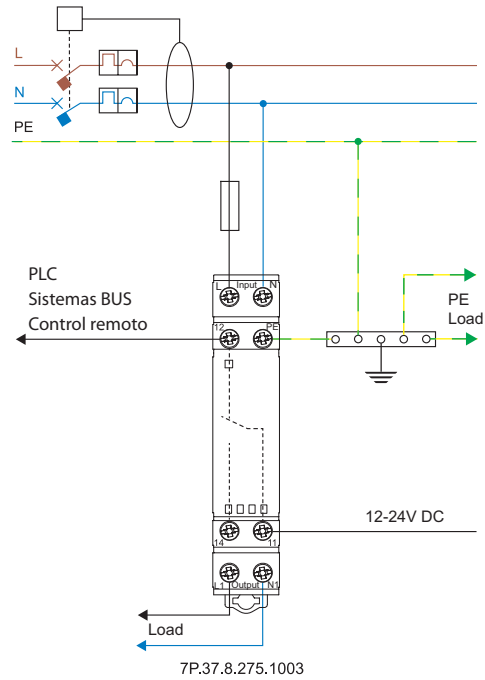 L
N
PE
L Input N
PLC
Sistemas BUS
Control remoto
12 PE
PE
Load
12-24V DC
14 11
L1 Output N1
Load
7P.37.8.275.1003